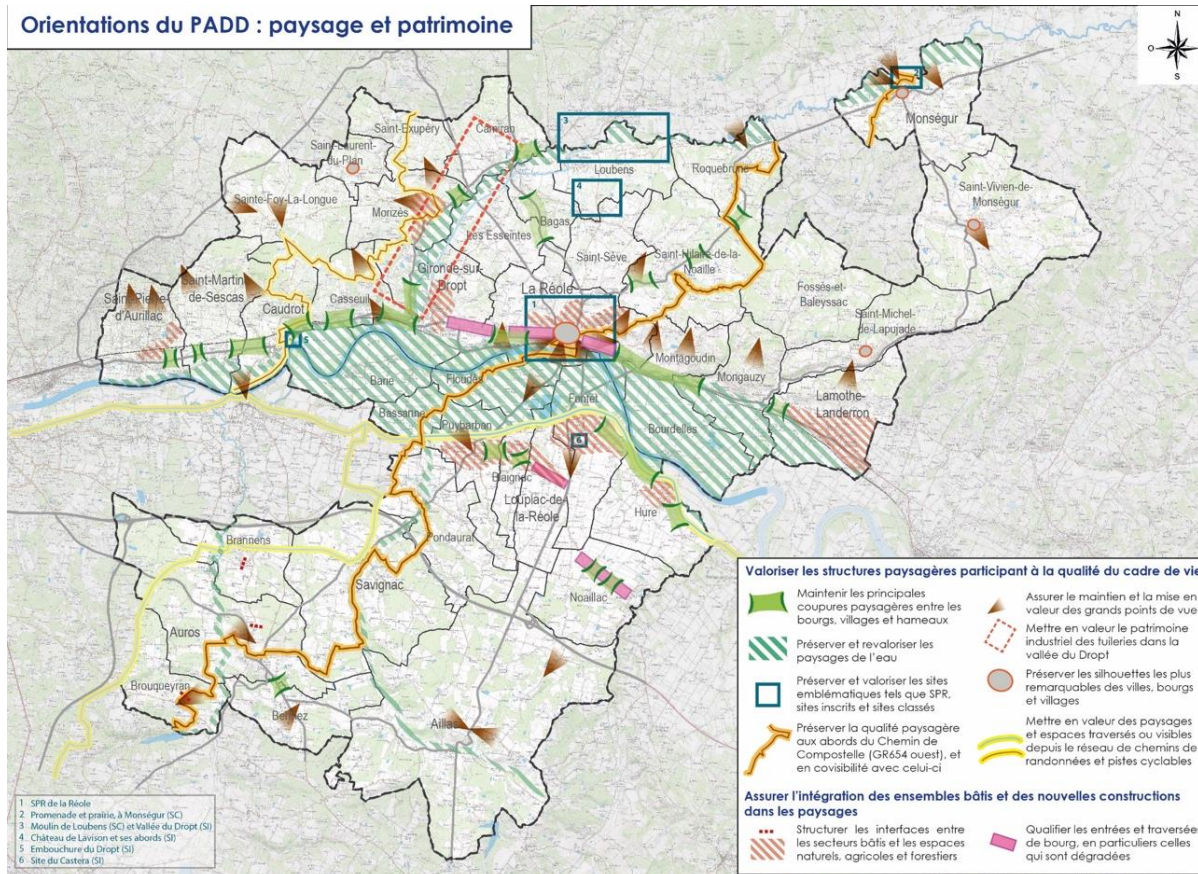 Orientations du PADD : paysage et patrimoine
N
O
E
S
2
Monségur
Saint-Exupéry
Camiran
3
Saint-Laurent-
du-Plan
Loubens
Roquebrune
4
Saint-Vivien-de-
Monségur
Sainte-Foy-La-Longue
Morizès
Bagas
Les Esseintes
Saint-Sève
Saint-Hilaire-de-la-
Noaille
Gironde-sur-
Dropt
Saint-Martin-
de-Sescas
La Réole
Fossés-et-
Baleyssac
Saint-Pierre-
d'Aurillac
Caudrot
Casseuil
1
Saint-Michel-
de-Lapujade
5
Montagoudin
Mongauzy
Barie
Floudès
Lamothe-
Landerron
Fontet
Bassanne
Puybarban
Bourdelles
6
Blaignac
Loupiac-de-
la-Réole
Hure
Brannens
Pondaurat
Savignac
Noaillac
Auros
Brouqueyran
Berthez
Aillas
Valoriser les structures paysagères participant à la qualité du cadre de vie
Maintenir les principales
coupures paysagères entre les
bourgs, villages et hameaux
Préserver et revaloriser les
paysages de l'eau
Préserver et valoriser les sites
emblématiques tels que SPR,
sites inscrits et sites classés
Préserver la qualité paysagère
aux abords du Chemin de
Compostelle (GR654 ouest), et
en covisibilité avec celui-ci
Assurer le maintien et la mise en
valeur des grands points de vue
Mettre en valeur le patrimoine
industriel des tuileries dans la
vallée du Dropt
Préserver les silhouettes les plus
remarquables des villes, bourgs
et villages
Mettre en valeur des paysages
et espaces traversés ou visibles
depuis le réseau de chemins de
randonnées et pistes cyclables
Assurer l'intégration des ensembles bâtis et des nouvelles constructions
dans les paysages
Structurer les interfaces entre
les secteurs bâtis et les espaces
naturels, agricoles et forestiers
Qualifier les entrées et traversée
de bourg, en particuliers celles
qui sont dégradées
1 SPR de la Réole
2 Promenade et prairie, à Monségur (SC)
3 Moulin de Loubens (SC) et Vallée du Dropt (SI)
4 Château de Lavison et ses abords (SI)
5 Embouchure du Dropt (SI)
6 Site du Castera (SI)